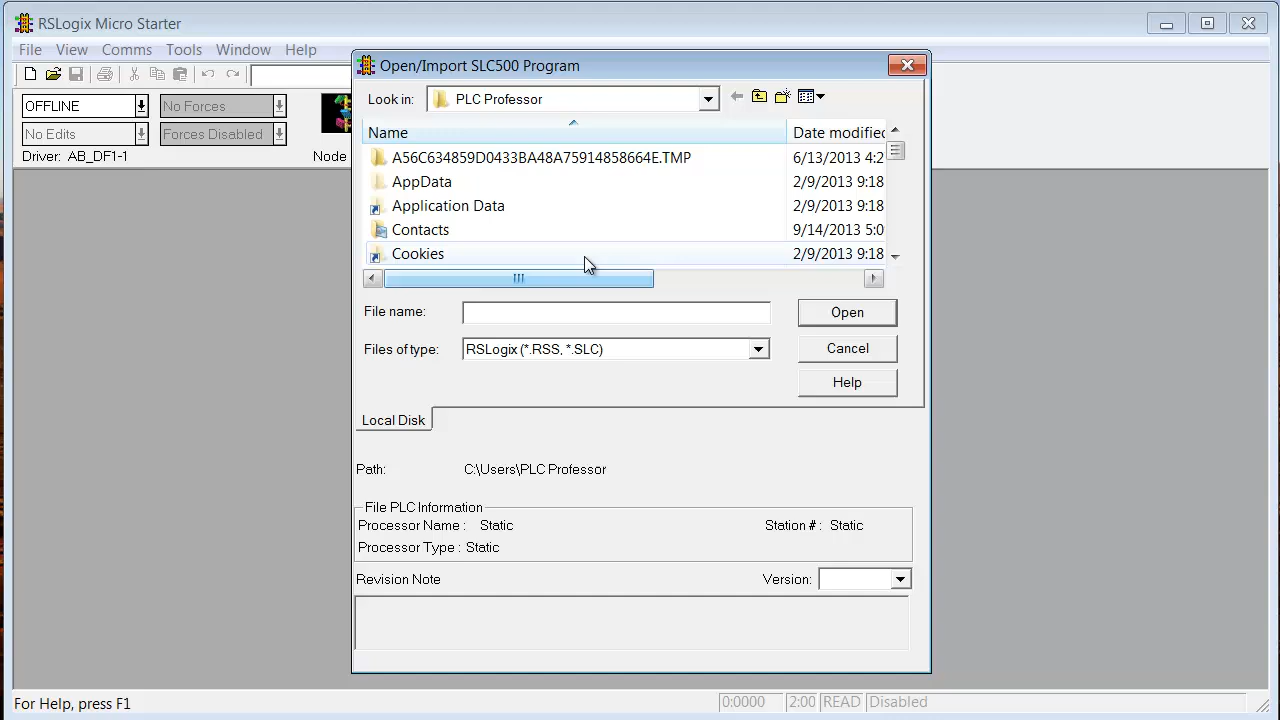 RSLogix Micro Starter
File View Comms Tools Window Help
Open/Import SLC500 Program
OFFLINE
No Forces
No Edits
Forces Disabled
Driver: AB_DF1-1
Node
Look in: PLC Professor
Name Date modified
A56C6348E8D0433BA48A75914858664E.TMP 6/13/2013 4:2
AppData 2/9/2013 9:18
Application Data 2/9/2013 9:18
Contacts 9/14/2013 5:0
Cookies 2/9/2013 9:18
File name:
Open
Files of type: RSLogix (*.RSS, *.SLC)
Cancel
Help
Local Disk
Path: C:\Users\PLC Professor
File PLC Information
Processor Name : Static Station # : Static
Processor Type : Static
Revision Note Version:
For Help, press F1
0:0000 2:00 READ Disabled